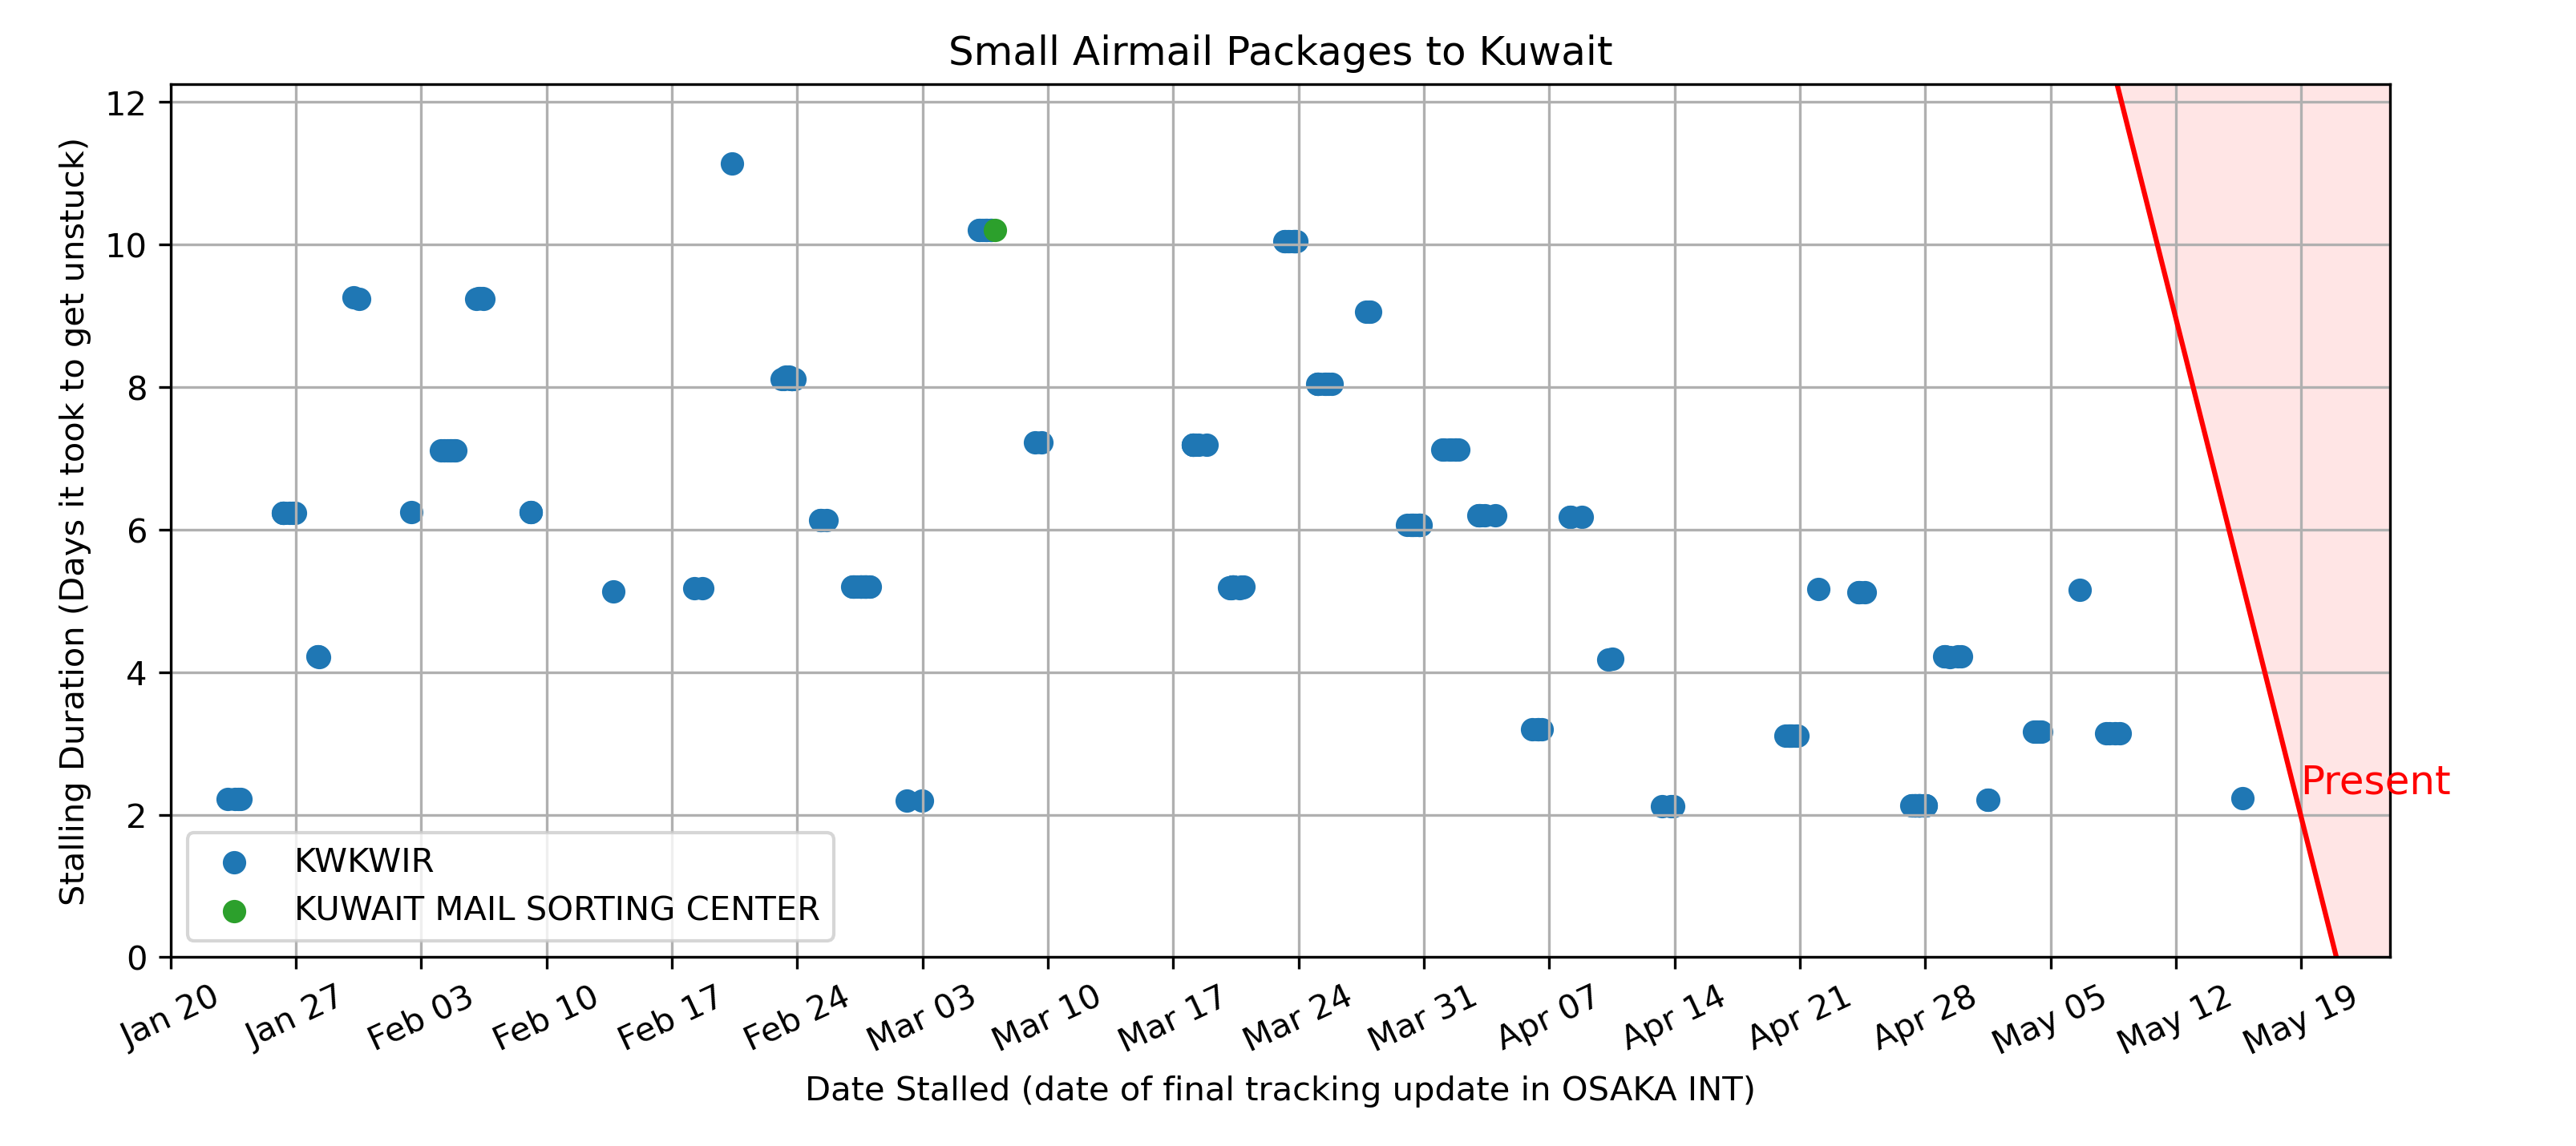 Small Airmail Packages to Kuwait
Stalling Duration (Days it took to get unstuck)
12
10
8
6
4
2
0
Present
KWKWIR
KUWAIT MAIL SORTING CENTER
Jan 20
Jan 27
Feb 03
Feb 10
Feb 17
Feb 24
Mar 03
Mar 10
Mar 17
Mar 24
Mar 31
Apr 07
Apr 14
Apr 21
Apr 28
May 05
May 12
May 19
Date Stalled (date of final tracking update in OSAKA INT)